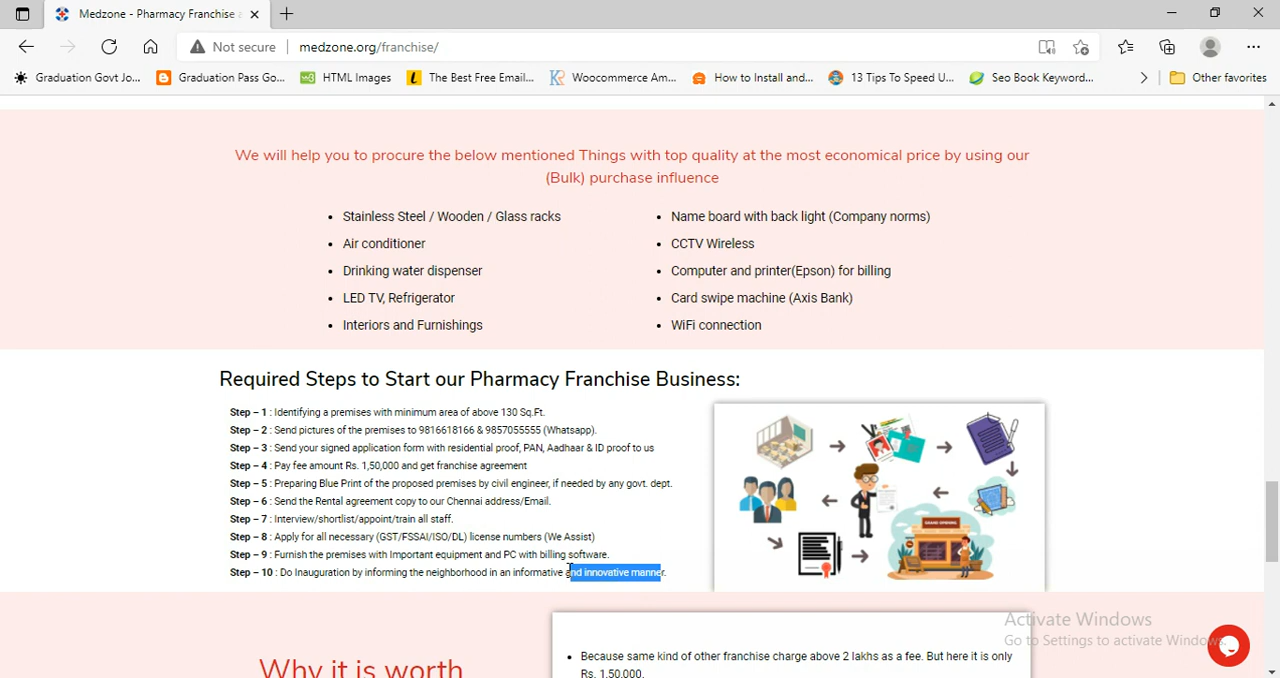 Medzone - Pharmacy Franchise a
Not secure
medzone.org/franchise/
Graduation Govt Jo...
Graduation Pass Go...
HTML Images
The Best Free Email...
Woocommerce Am...
How to Install and...
13 Tips To Speed U...
Seo Book Keyword...
Other favorites
We will help you to procure the below mentioned Things with top quality at the most economical price by using our
(Bulk) purchase influence
• Stainless Steel / Wooden / Glass racks
• Air conditioner
• Drinking water dispenser
• LED TV, Refrigerator
• Interiors and Furnishings
• Name board with back light (Company norms)
• CCTV Wireless
• Computer and printer(Epson) for billing
• Card swipe machine (Axis Bank)
• WiFi connection
Required Steps to Start our Pharmacy Franchise Business:
Step – 1 : Identifying a premises with minimum area of above 130 Sq.Ft.
Step – 2 : Send pictures of the premises to 9816618166 & 9857055555 (Whatsapp).
Step – 3 : Send your signed application form with residential proof, PAN, Aadhaar & ID proof to us
Step – 4 : Pay fee amount Rs. 1,50,000 and get franchise agreement
Step – 5 : Preparing Blue Print of the proposed premises by civil engineer, if needed by any govt. dept.
Step – 6 : Send the Rental agreement copy to our Chennai address/Email.
Step – 7 : Interview/shortlist/appoint/train all staff.
Step – 8 : Apply for all necessary (GST/FSSAI/ISO/DL) license numbers (We Assist)
Step – 9 : Furnish the premises with Important equipment and PC with billing software.
Step – 10 : Do Inauguration by informing the neighborhood in an informative and innovative manner.
GRAND OPENING
Why it is worth
• Because same kind of other franchise charge above 2 lakhs as a fee. But here it is only
Rs. 1,50,000.
Activate Windows
Go to Settings to activate Windows.